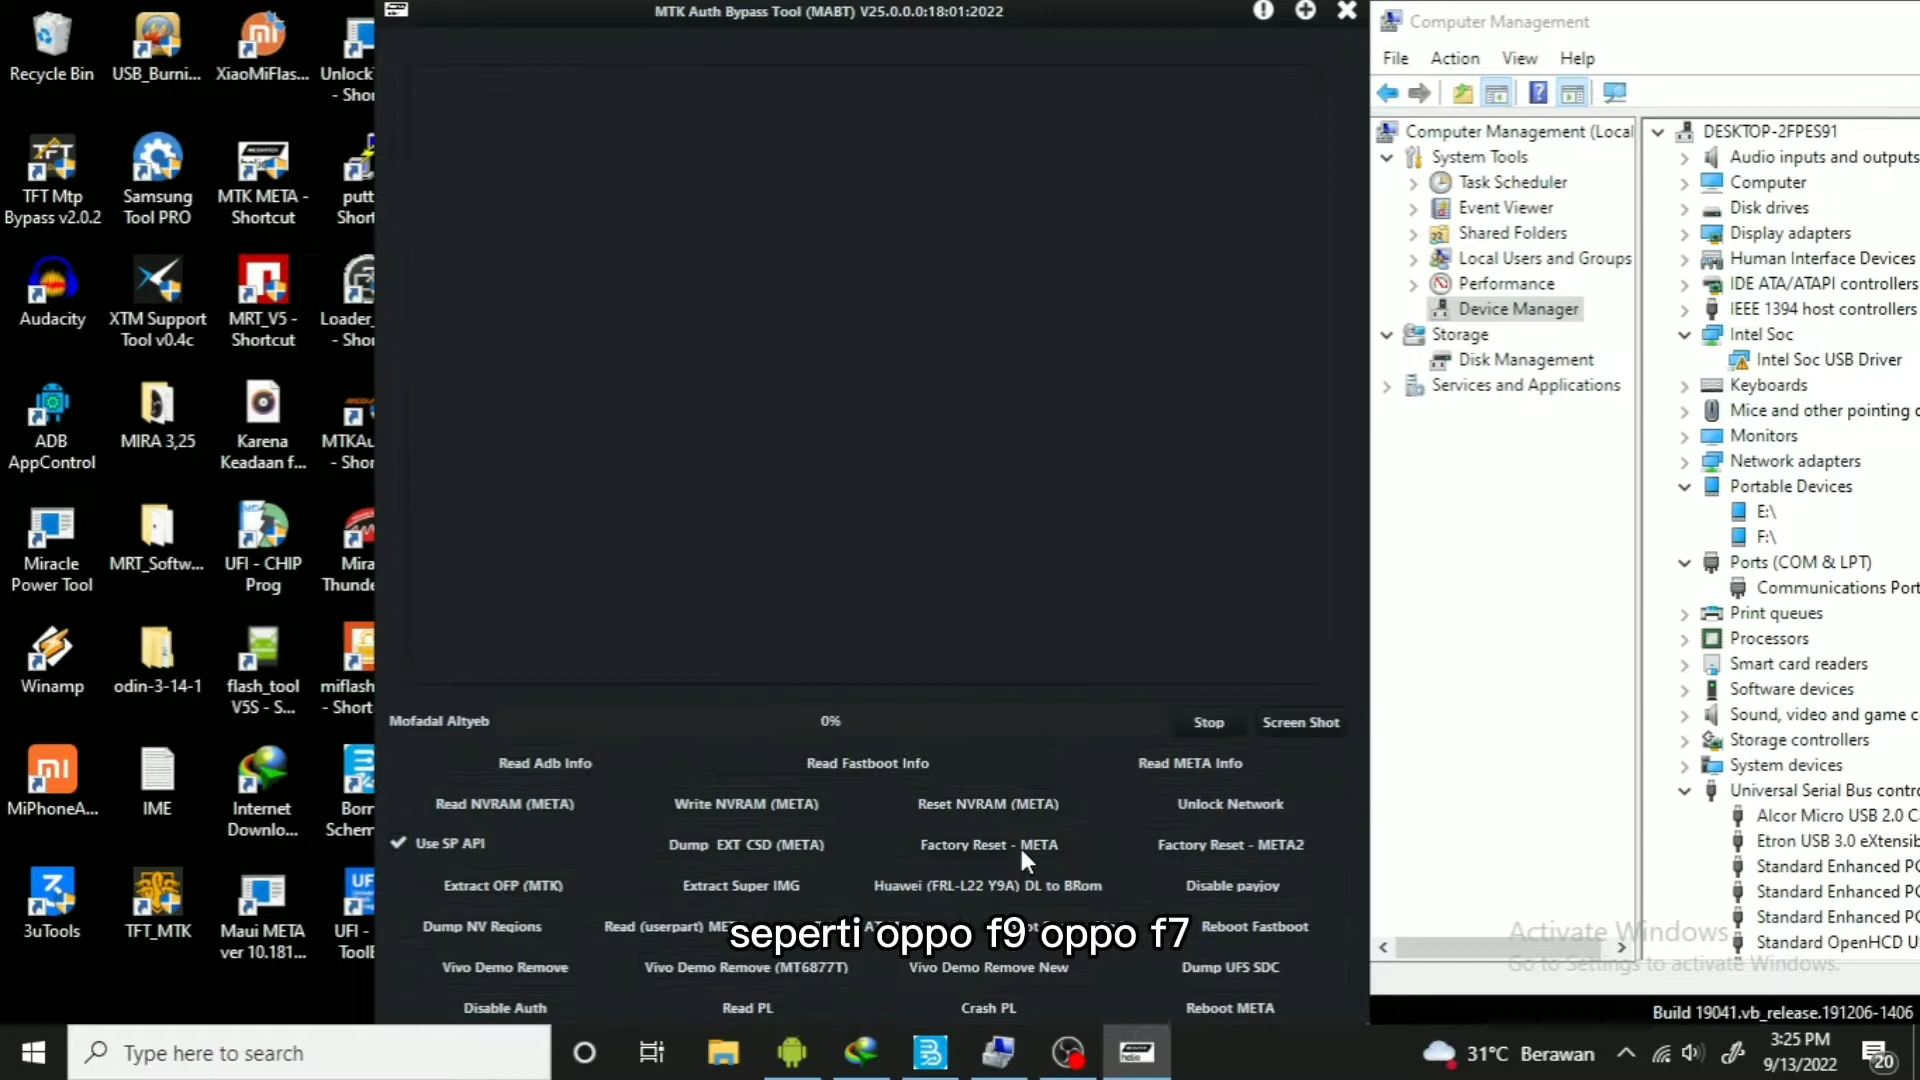 Recycle Bin
USB_Burni...
XiaoMiFlas...
Unlock
- Shor
TFT Mtp
Bypass v2.0.2
Samsung
Tool PRO
MTK META -
Shortcut
putt
Short
Audacity
XTM Support
Tool v0.4c
MRT_V5 -
Shortcut
Loader_
- Shor
ADB
AppControl
MIRA 3,25
Karena
Keadaan f...
MTKAu
- Shor
Miracle
Power Tool
MRT_Softw...
UFI - CHIP
Prog
Mira
Thunde
Winamp
odin-3-14-1
flash_tool
V5S - S...
miflash
- Short
MiPhoneA...
IME
Internet
Downlo...
Born
Schem
3uTools
TFT_MTK
Maui META
ver 10.181...
UFI -
Tooll
MTK Auth Bypass Tool (MABT) V25.0.0.0:18:01:2022
Mofadal Altyeb
0%
Stop
Screen Shot
Read Adb Info
Read Fastboot Info
Read META Info
Read NVRAM (META)
Write NVRAM (META)
Reset NVRAM (META)
Unlock Network
Use SP API
Dump EXT CSD (META)
Factory Reset - META
Factory Reset - META2
Extract OFP (MTK)
Extract Super IMG
Huawei (FRL-L22 Y9A) DL to BRom
Disable payjoy
Dump NV Regions
Read (userpart)
Reboot Fastboot
seperti oppo f9 oppo f7
Vivo Demo Remove
Vivo Demo Remove (MT6877T)
Vivo Demo Remove New
Dump UFS SDC
Disable Auth
Read PL
Crash PL
Reboot META
Computer Management
File
Action
View
Help
Computer Management (Local
System Tools
Task Scheduler
Event Viewer
Shared Folders
Local Users and Groups
Performance
Device Manager
Storage
Disk Management
Services and Applications
DESKTOP-2FPES91
Audio inputs and outputs
Computer
Disk drives
Display adapters
Human Interface Devices
IDE ATA/ATAPI controllers
IEEE 1394 host controllers
Intel Soc
Intel Soc USB Driver
Keyboards
Mice and other pointing
Monitors
Network adapters
Portable Devices
E:\
F:\
Ports (COM & LPT)
Communications Port
Print queues
Processors
Smart card readers
Software devices
Sound, video and game c
Storage controllers
System devices
Universal Serial Bus contro
Alcor Micro USB 2.0 C
Etron USB 3.0 eXtensib
Standard Enhanced PC
Standard Enhanced PC
Standard Enhanced PC
Standard OpenHCD U
Activate Windows
Go to Settings to activate Windows.
Build 19041.vb_release.191206-1406
Type here to search
31°C Berawan
3:25 PM
9/13/2022
20